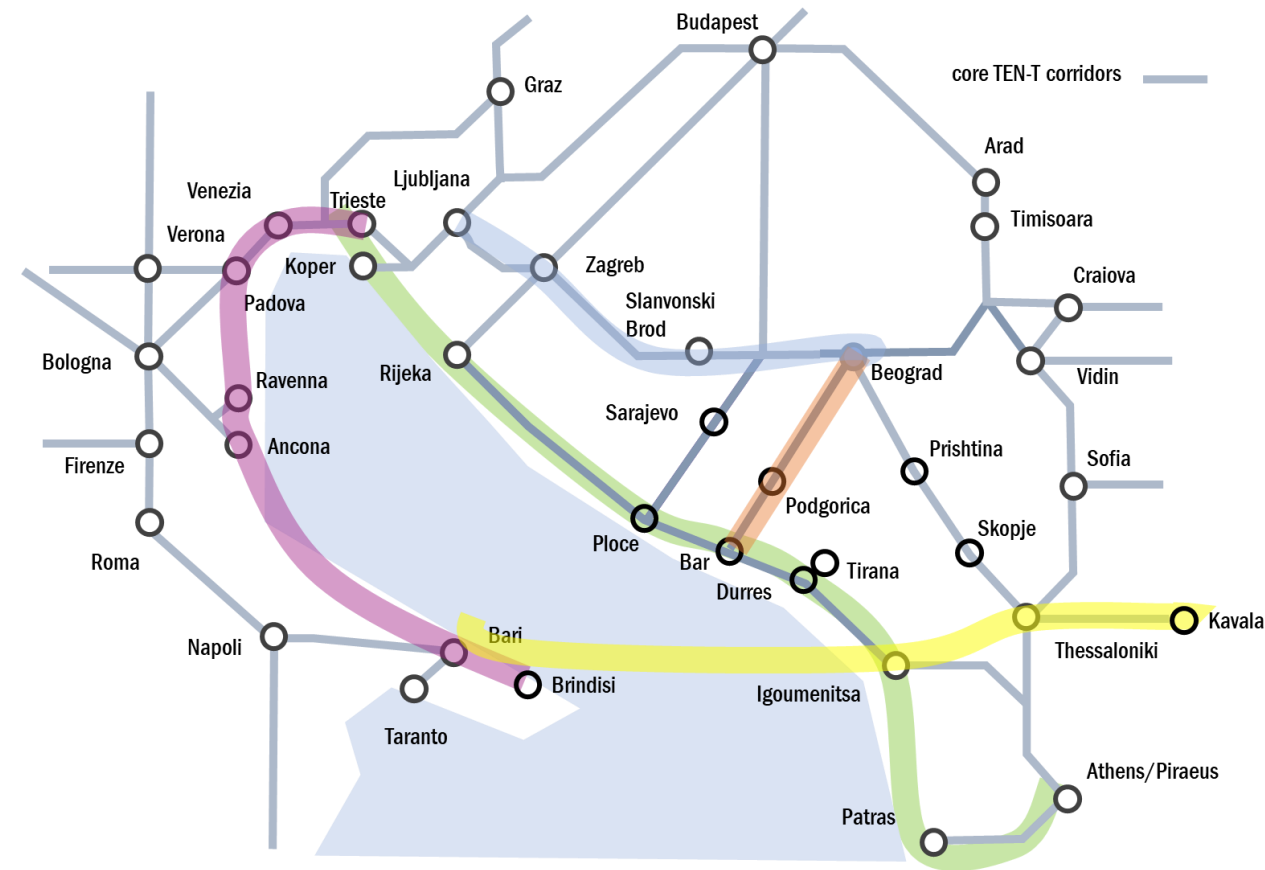 Budapest
core TEN-T corridors
Graz
Arad
Ljubljana
Venezia
Trieste
Timisoara
Verona
Koper
Zagreb
Craiova
Padova
Slanvonski
Brod
Bologna
Rijeka
Beograd
Vidin
Ravenna
Sarajevo
Ancona
Prishtina
Firenze
Sofia
Podgorica
Skopje
Ploce
Roma
Bar
Tirana
Durres
Kavala
Bari
Napoli
Thessaloniki
Brindisi
Igoumenitsa
Taranto
Athens/Piraeus
Patras